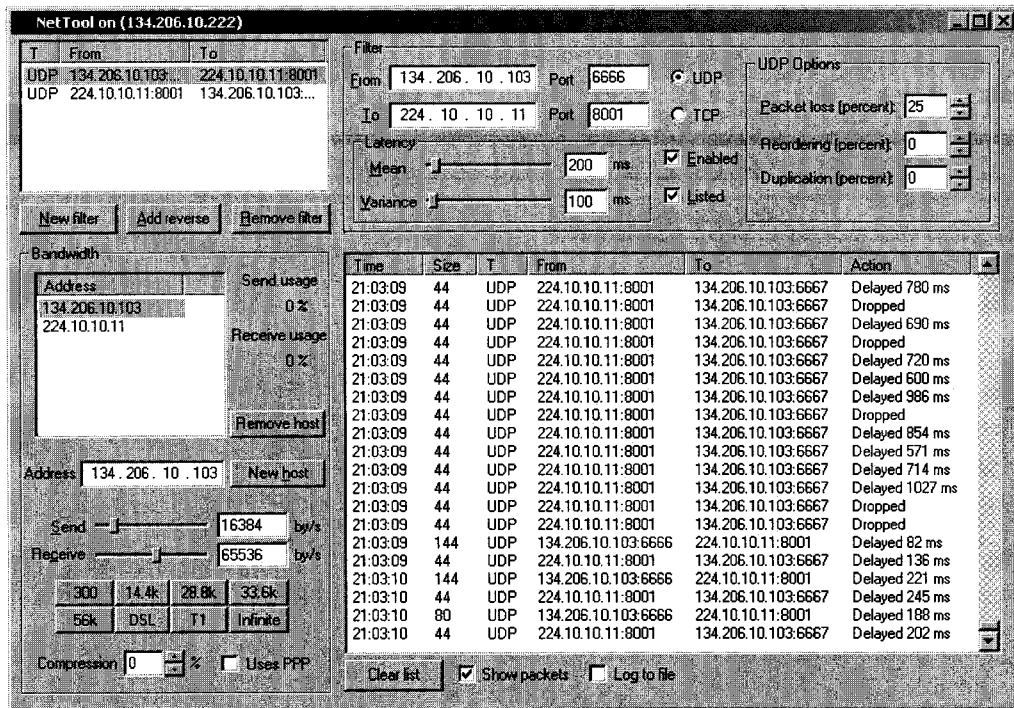 NetTool on (134.206.10.222)
T From To
UDP 134.206.10.103:... 224.10.10.11:8001
UDP 224.10.10.11:8001 134.206.10.103:...
New filter Add reverse Remove filter
Filter
From 134 . 206 . 10 . 103 Port 6666 UDP
To 224 . 10 . 10 . 11 Port 8001 TCP
Latency
Mean 200 ms Enabled
Variance 100 ms Listed
UDP Options
Packet loss (percent): 25
Reordering (percent): 0
Duplication (percent): 0
Bandwidth
Address
134.206.10.103
224.10.10.11
Send usage
0 %
Receive usage
0 %
Remove host
Address 134 . 206 . 10 . 103 New host
Send 16384 by/s
Receive 65536 by/s
300 14.4k 28.8k 33.6k
56k DSL T1 Infinite
Compression 0 % Uses PPP
Time Size T From To Action
21:03:09 44 UDP 224.10.10.11:8001 134.206.10.103:6667 Delayed 780 ms
21:03:09 44 UDP 224.10.10.11:8001 134.206.10.103:6667 Dropped
21:03:09 44 UDP 224.10.10.11:8001 134.206.10.103:6667 Delayed 690 ms
21:03:09 44 UDP 224.10.10.11:8001 134.206.10.103:6667 Dropped
21:03:09 44 UDP 224.10.10.11:8001 134.206.10.103:6667 Delayed 720 ms
21:03:09 44 UDP 224.10.10.11:8001 134.206.10.103:6667 Delayed 600 ms
21:03:09 44 UDP 224.10.10.11:8001 134.206.10.103:6667 Delayed 986 ms
21:03:09 44 UDP 224.10.10.11:8001 134.206.10.103:6667 Dropped
21:03:09 44 UDP 224.10.10.11:8001 134.206.10.103:6667 Delayed 854 ms
21:03:09 44 UDP 224.10.10.11:8001 134.206.10.103:6667 Delayed 571 ms
21:03:09 44 UDP 224.10.10.11:8001 134.206.10.103:6667 Delayed 714 ms
21:03:09 44 UDP 224.10.10.11:8001 134.206.10.103:6667 Delayed 1027 ms
21:03:09 44 UDP 224.10.10.11:8001 134.206.10.103:6667 Dropped
21:03:09 44 UDP 224.10.10.11:8001 134.206.10.103:6667 Dropped
21:03:09 144 UDP 134.206.10.103:6666 224.10.10.11:8001 Delayed 82 ms
21:03:09 44 UDP 224.10.10.11:8001 134.206.10.103:6667 Delayed 136 ms
21:03:10 144 UDP 134.206.10.103:6666 224.10.10.11:8001 Delayed 221 ms
21:03:10 44 UDP 224.10.10.11:8001 134.206.10.103:6667 Delayed 245 ms
21:03:10 80 UDP 134.206.10.103:6666 224.10.10.11:8001 Delayed 188 ms
21:03:10 44 UDP 224.10.10.11:8001 134.206.10.103:6667 Delayed 202 ms
Clear list Show packets Log to file